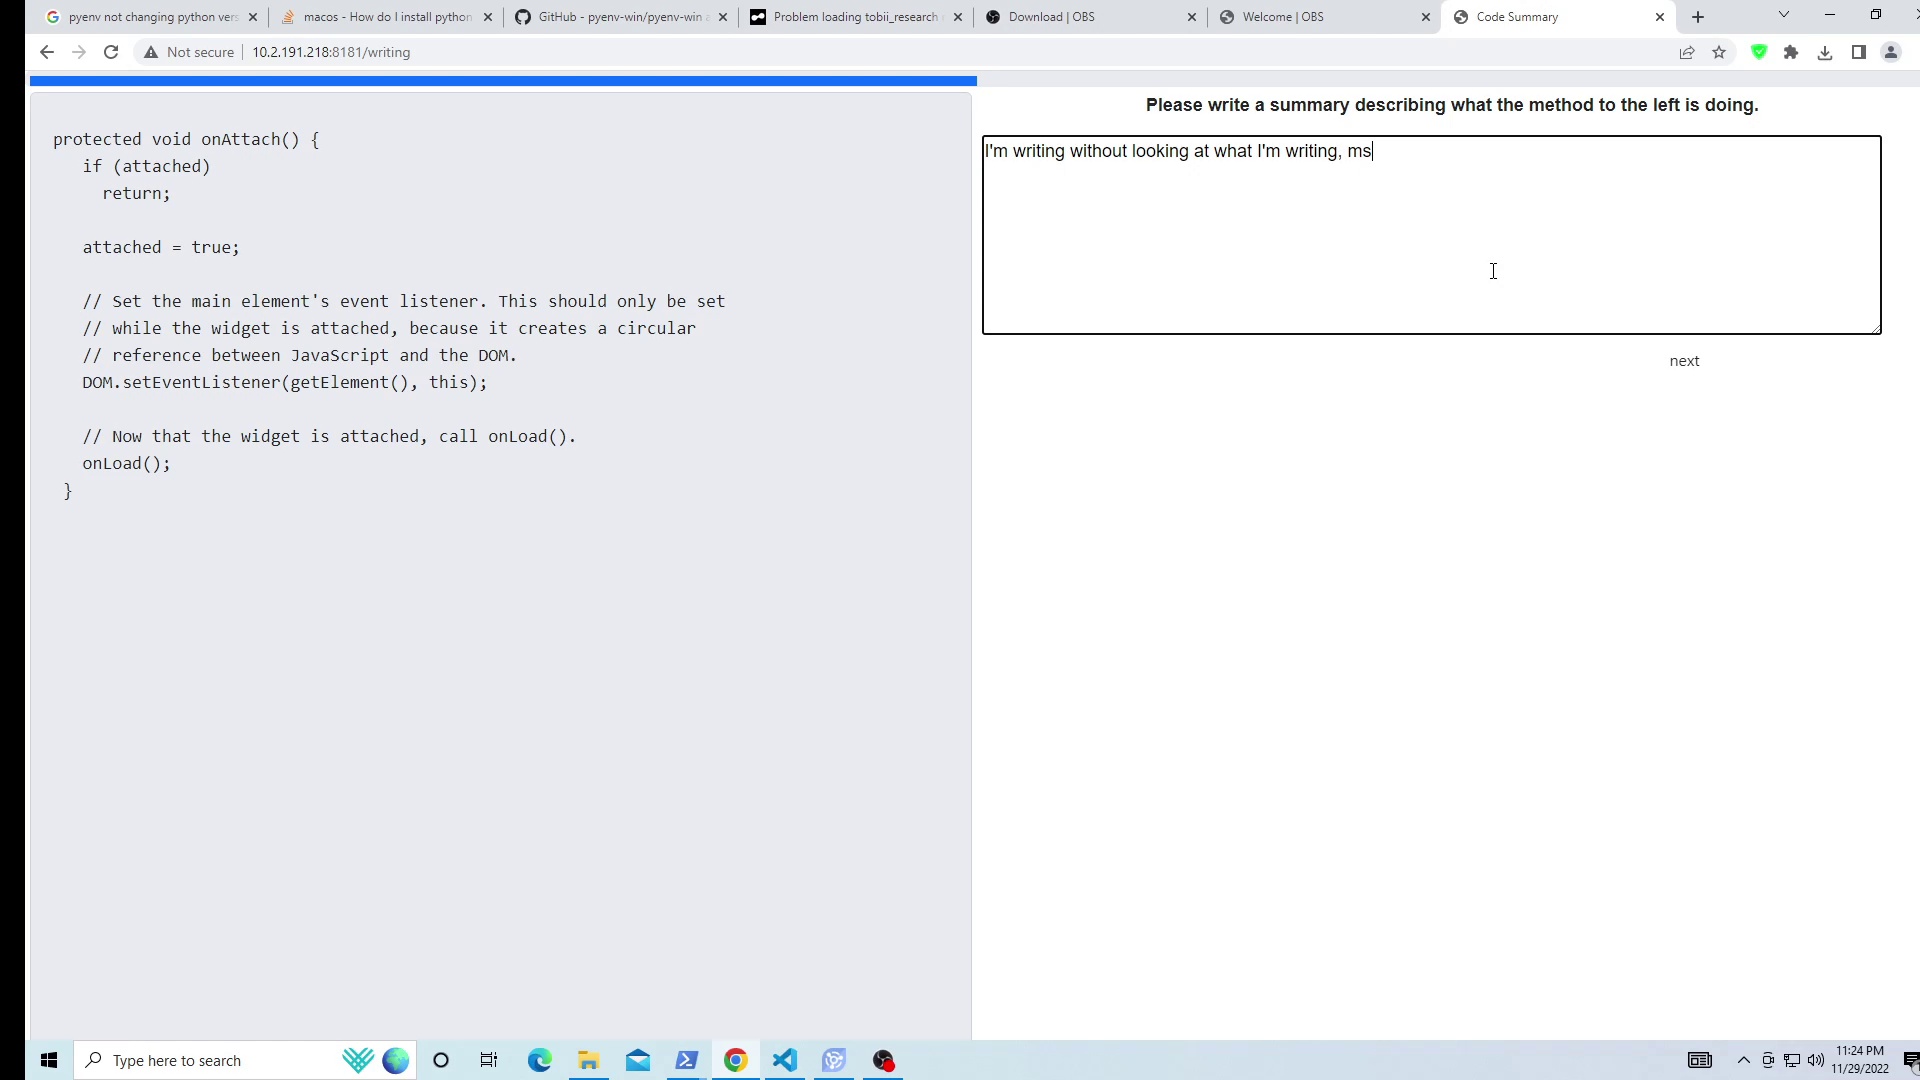 pyenv not changing python vers
macos - How do I install python
GitHub - pyenv-win/pyenv-win a
Problem loading tobii_research
Download | OBS
Welcome | OBS
Code Summary
Not secure
10.2.191.218:8181/writing
protected void onAttach() {
if (attached)
return;
attached = true;
// Set the main element's event listener. This should only be set
// while the widget is attached, because it creates a circular
// reference between JavaScript and the DOM.
DOM.setEventListener(getElement(), this);
// Now that the widget is attached, call onLoad().
onLoad();
}
Please write a summary describing what the method to the left is doing.
I'm writing without looking at what I'm writing, ms
next
Type here to search
11:24 PM
11/29/2022